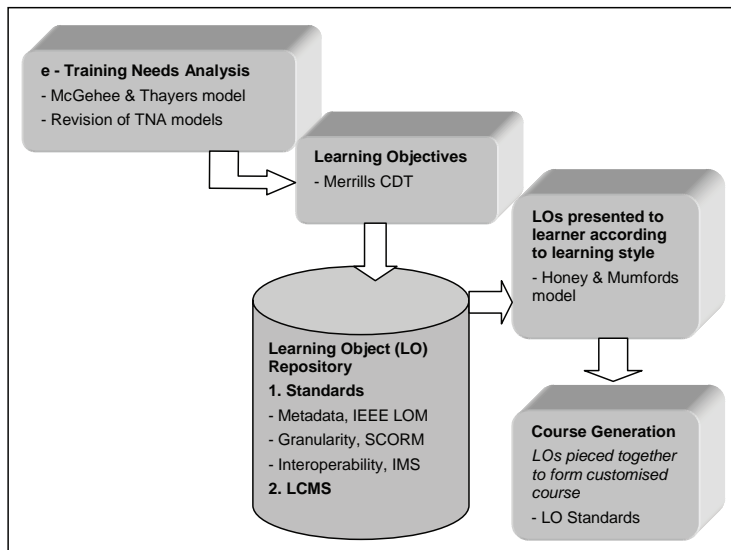 e - Training Needs Analysis
- McGehee & Thayers model
- Revision of TNA models
Learning Objectives
- Merrills CDT
LOs presented to
learner according
to learning style
- Honey & Mumfords
model
Learning Object (LO)
Repository
1. Standards
- Metadata, IEEE LOM
- Granularity, SCORM
- Interoperability, IMS
2. LCMS
Course Generation
LOs pieced together
to form customised
course
- LO Standards